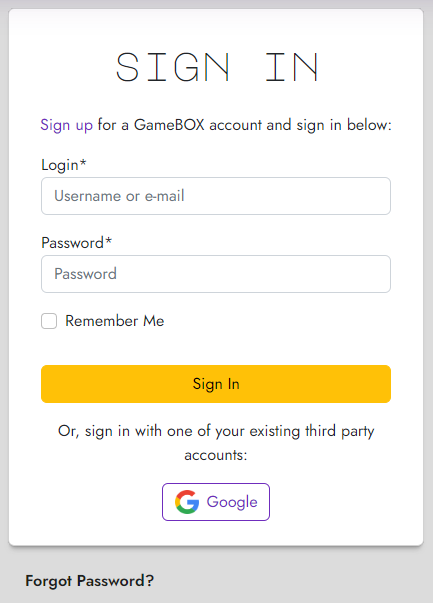 SIGN IN
Sign up for a GameBOX account and sign in below:
Login*
Username or e-mail
Password*
Password
Remember Me
Sign In
Or, sign in with one of your existing third party
accounts:
Google
Forgot Password?